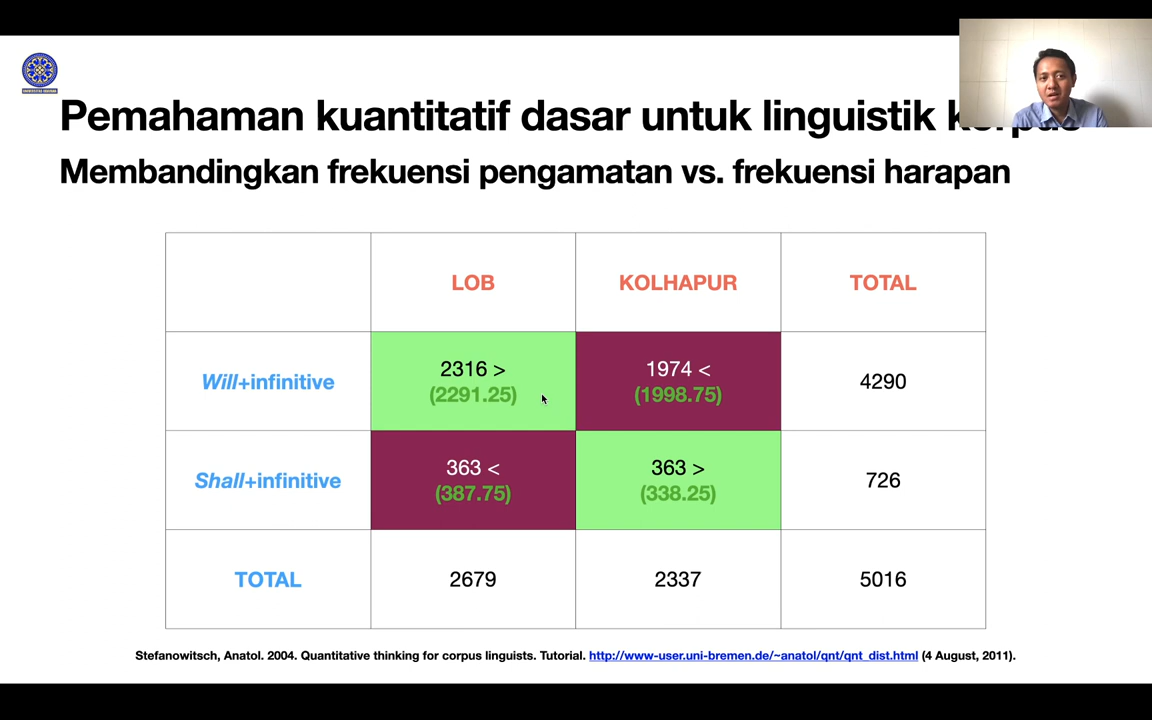 Pemahaman kuantitatif dasar untuk linguistik korpus
Membandingkan frekuensi pengamatan vs. frekuensi harapan
LOB KOLHAPUR TOTAL
Will+infinitive 2316 > (2291.25) 1974 < (1998.75) 4290
Shall+infinitive 363 < (387.75) 363 > (338.25) 726
TOTAL 2679 2337 5016
Stefanowitsch, Anatol. 2004. Quantitative thinking for corpus linguists. Tutorial. http://www-user.uni-bremen.de/~anatol/qnt/qnt_dist.html (4 August, 2011).